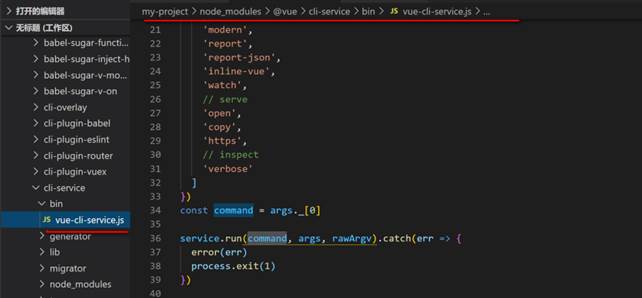 打开的编辑器
无标题 (工作区)
babel-sugar-functi...
babel-sugar-inject-h
babel-sugar-v-mo...
babel-sugar-v-on
cli-overlay
cli-plugin-babel
cli-plugin-eslint
cli-plugin-router
cli-plugin-vuex
cli-service
bin
JS vue-cli-service.js
generator
lib
migrator
node_modules
my-project > node_modules > @vue > cli-service > bin > JS vue-cli-service.js > ...
21 'modern',
22 'report',
23 'report-json',
24 'inline-vue',
25 'watch',
26 // serve
27 'open',
28 'copy',
29 'https',
30 // inspect
31 'verbose'
32 ]
33 })
34 const command = args._[0]
35
36 service.run(command, args, rawArgv).catch(err => {
37 error(err)
38 process.exit(1)
39 })
40